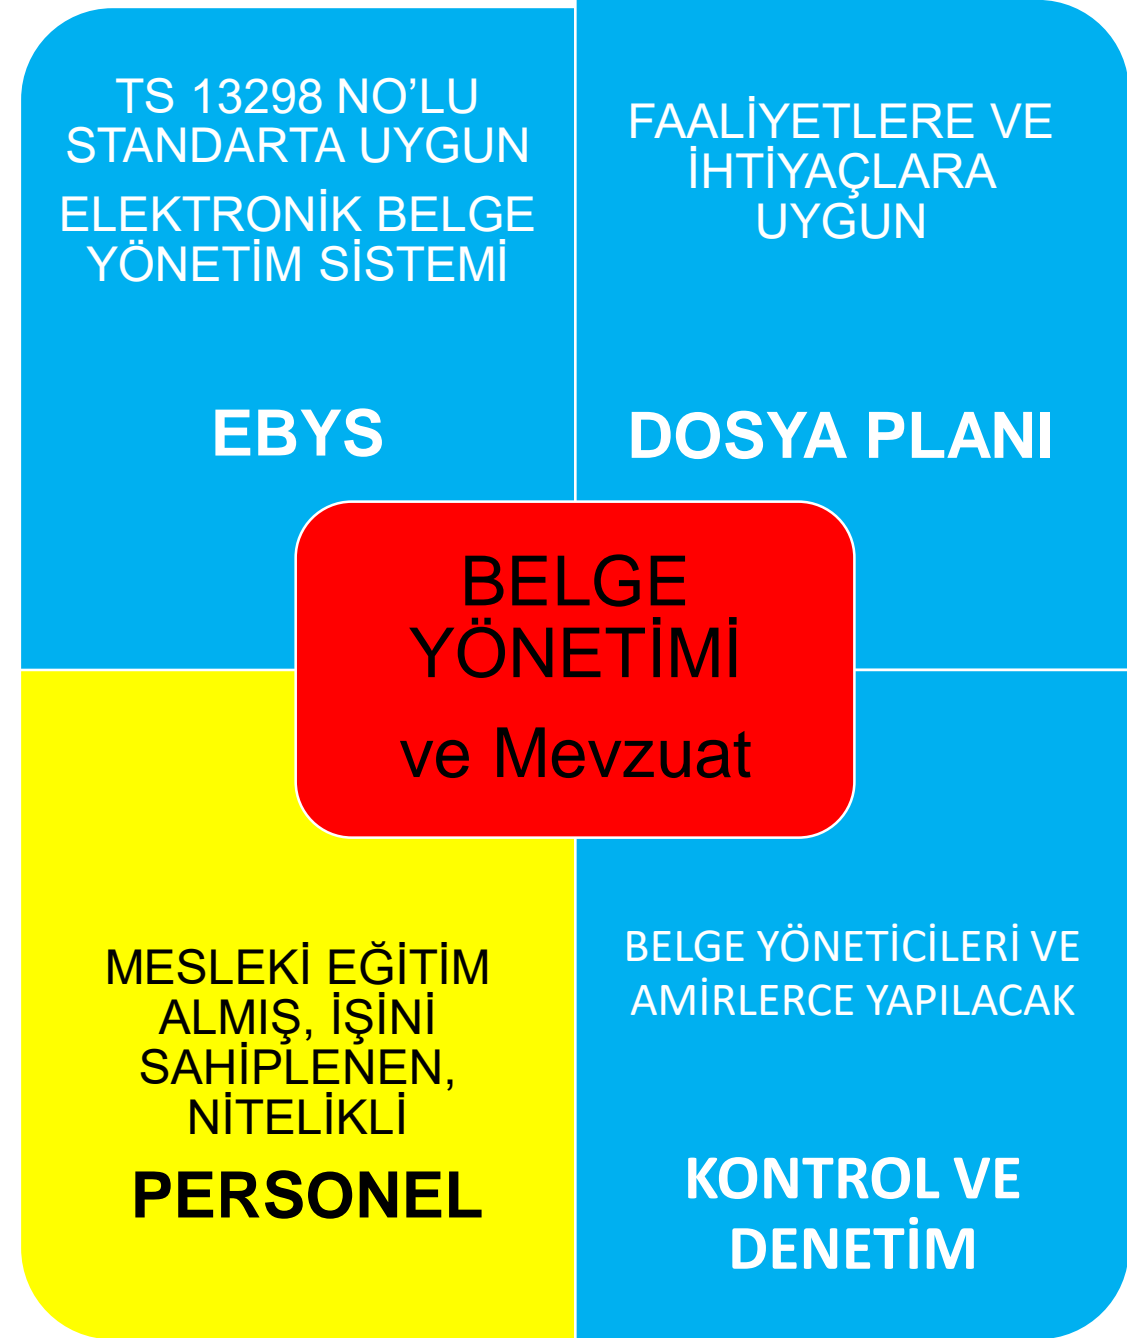 TS 13298 NO’LU
STANDARTA UYGUN
ELEKTRONİK BELGE
YÖNETİM SİSTEMİ
EBYS
FAALİYETLERE VE
İHTİYAÇLARA
UYGUN
DOSYA PLANI
BELGE
YÖNETİMİ
ve Mevzuat
MESLEKİ EĞİTİM
ALMIŞ, İŞİNİ
SAHİPLENEN,
NİTELİKLİ
PERSONEL
BELGE YÖNETİCİLERİ VE
AMİRLERCE YAPILACAK
KONTROL VE
DENETİM